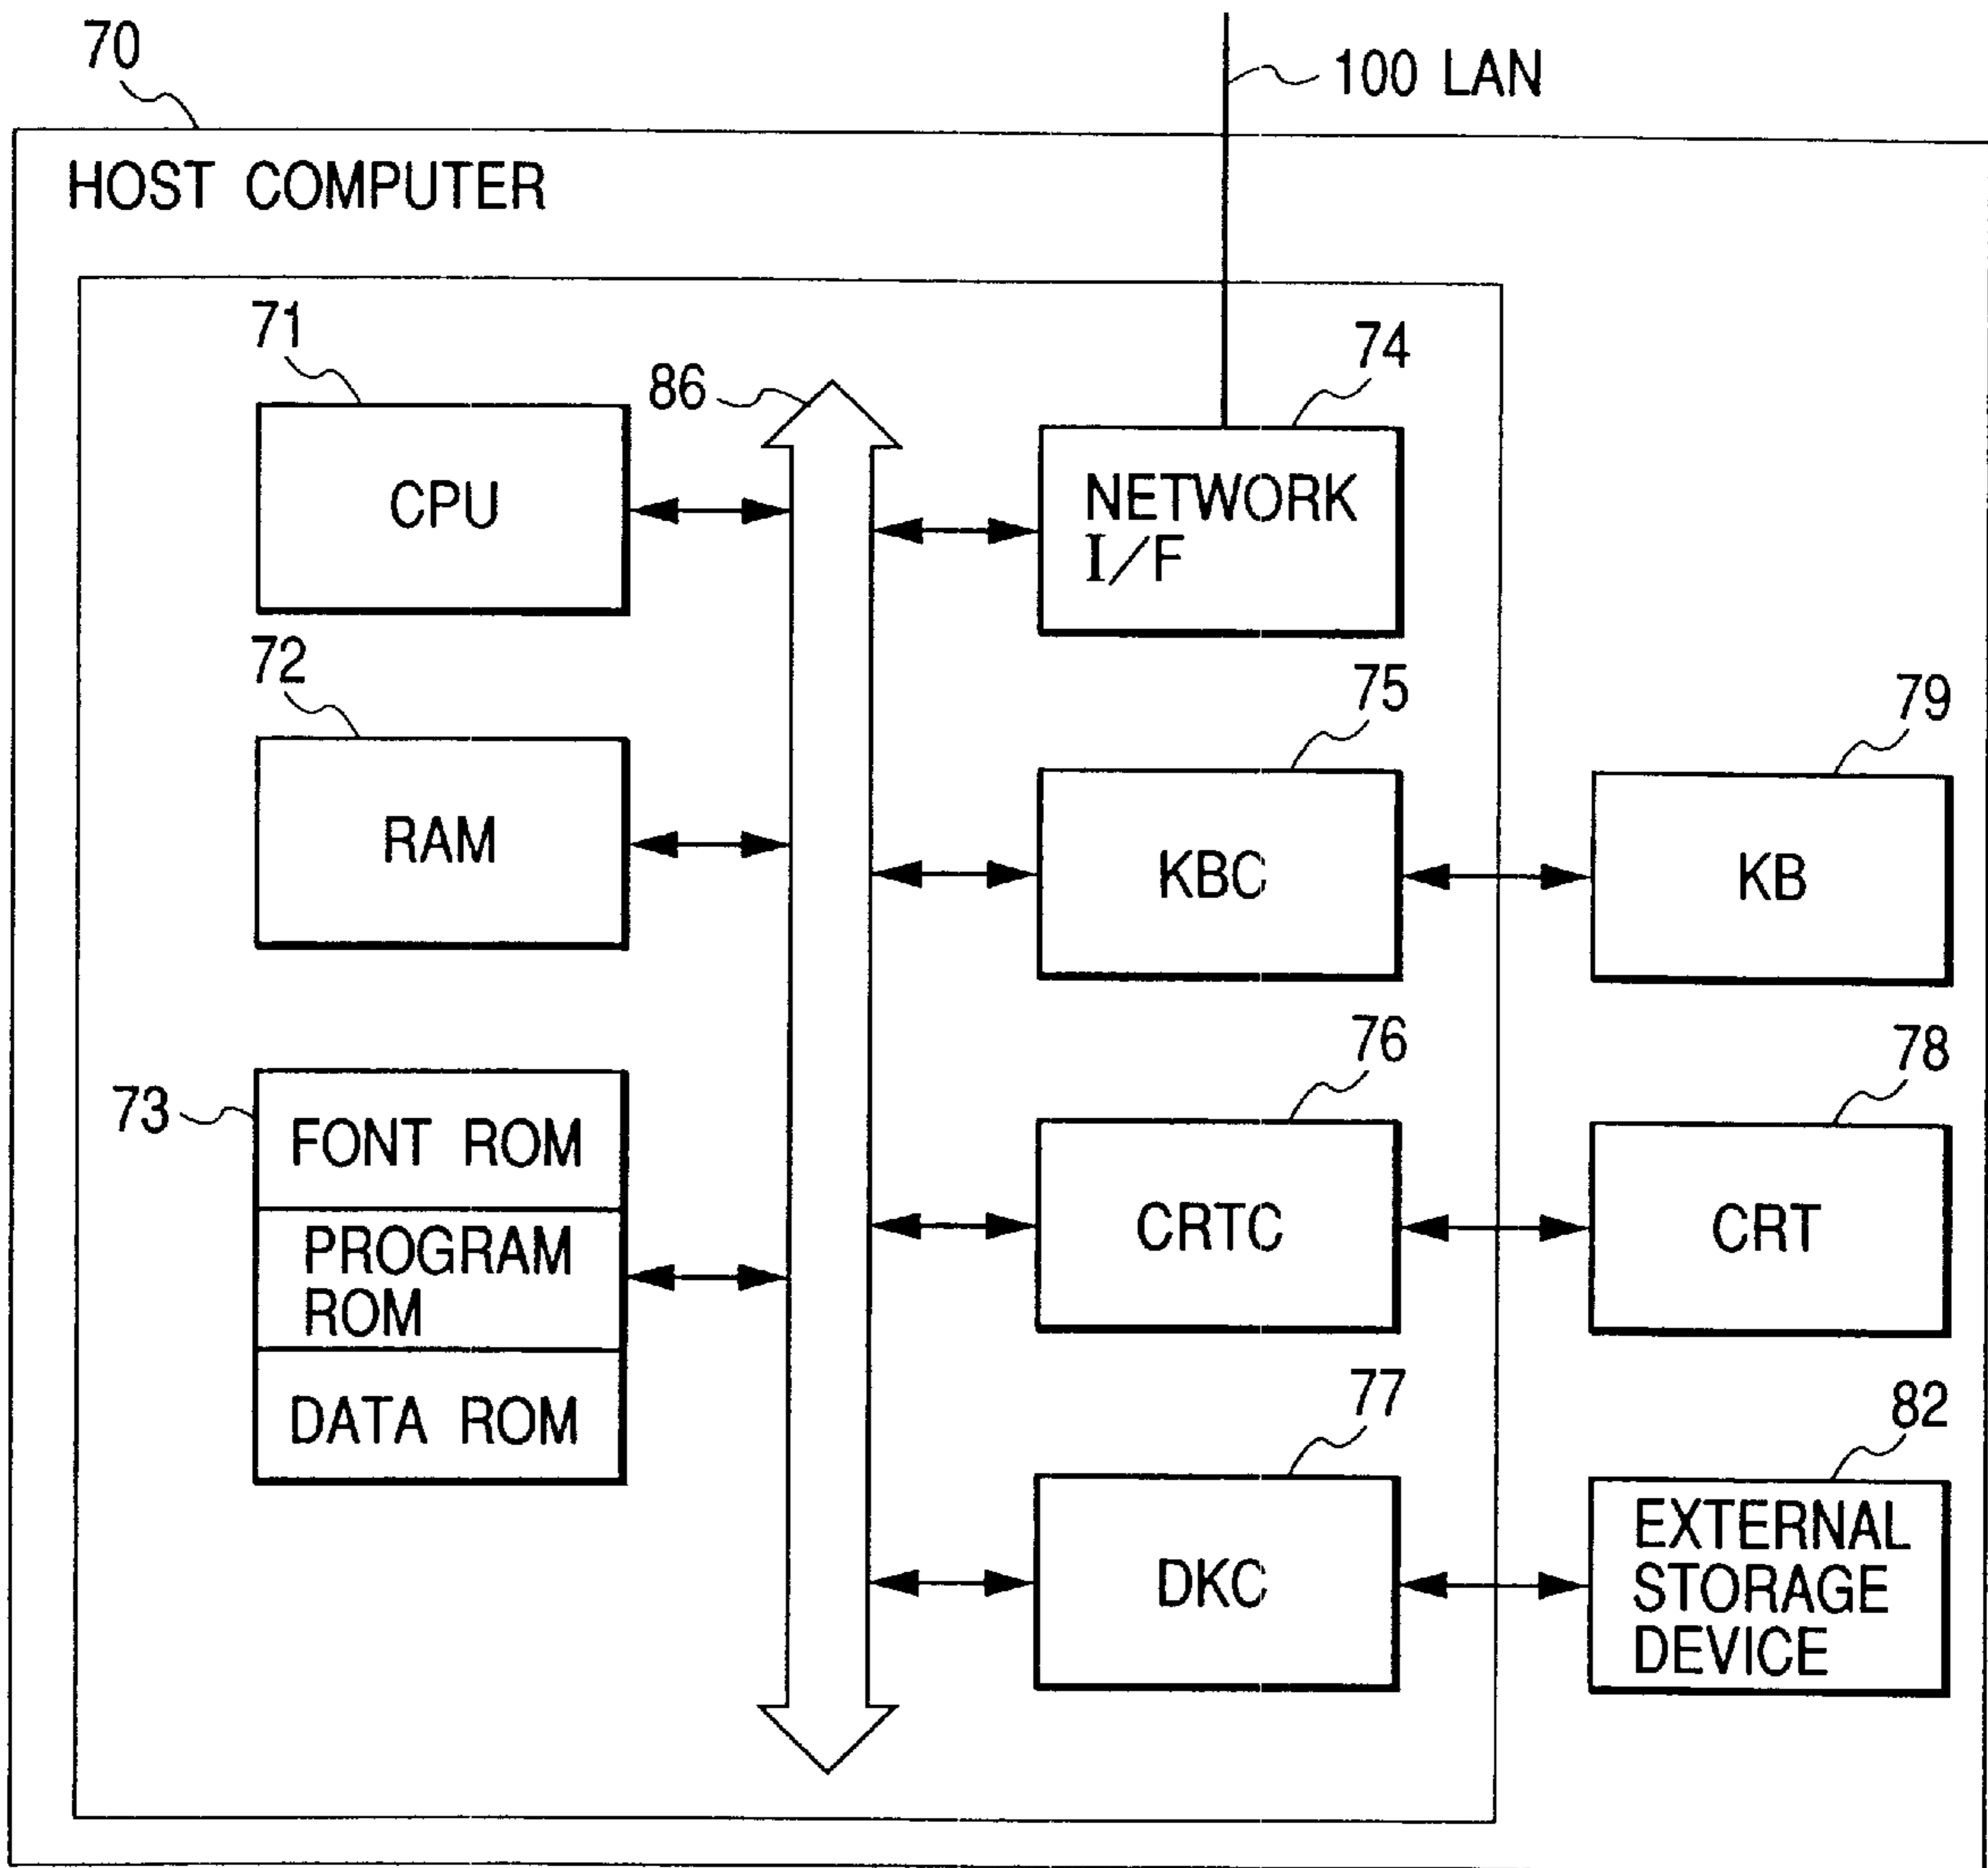 70
100 LAN
HOST COMPUTER
71
86
74
CPU
NETWORK
I/F
72
75
79
RAM
KBC
KB
73
76
78
FONT ROM
PROGRAM
ROM
DATA ROM
CRTC
CRT
77
82
DKC
EXTERNAL
STORAGE
DEVICE